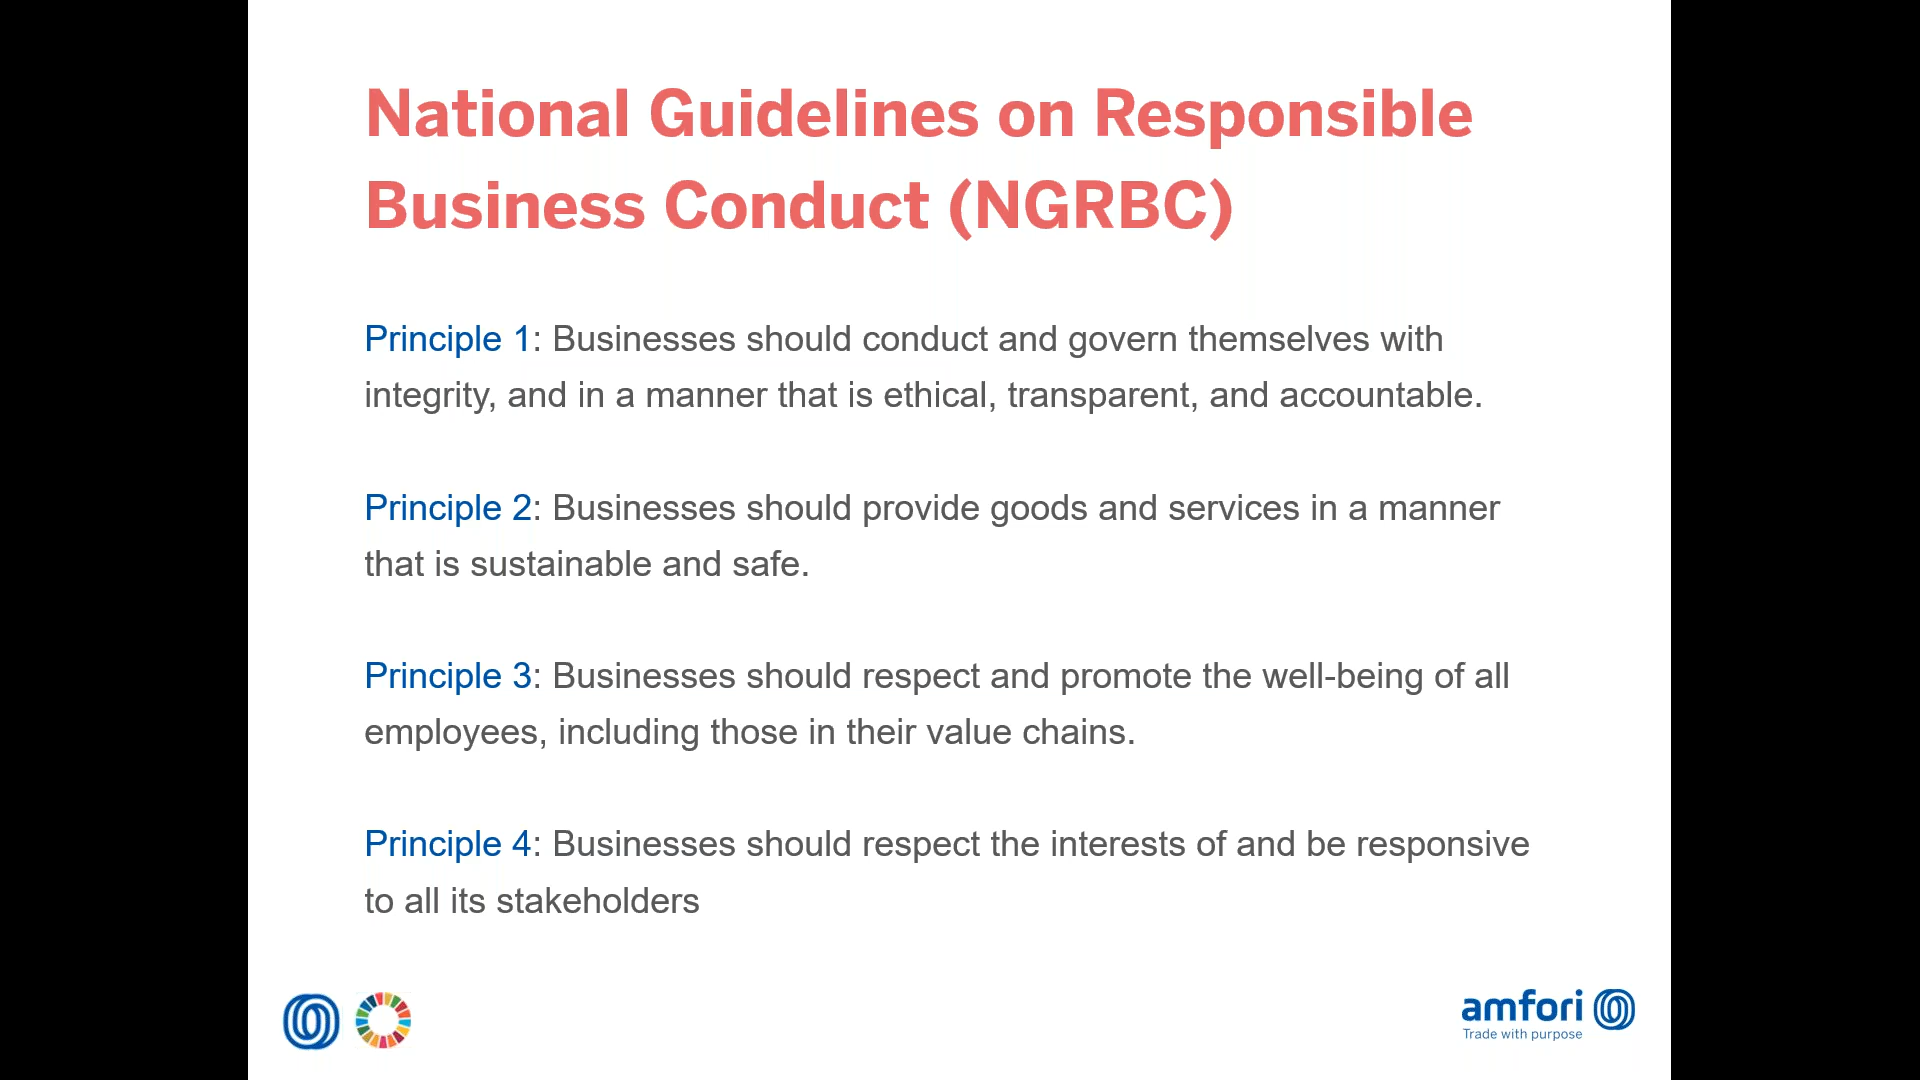 National Guidelines on Responsible
Business Conduct (NGRBC)
Principle 1: Businesses should conduct and govern themselves with
integrity, and in a manner that is ethical, transparent, and accountable.
Principle 2: Businesses should provide goods and services in a manner
that is sustainable and safe.
Principle 3: Businesses should respect and promote the well-being of all
employees, including those in their value chains.
Principle 4: Businesses should respect the interests of and be responsive
to all its stakeholders
amfori
Trade with purpose